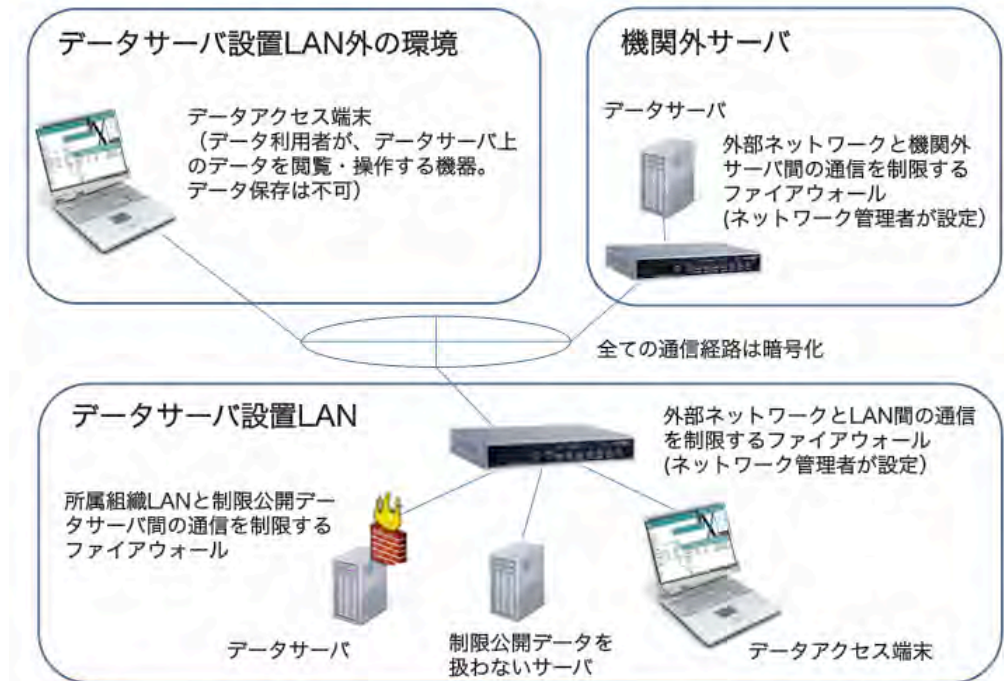 データサーバ設置LAN外の環境
データアクセス端末
（データ利用者が、データサーバ上
のデータを閲覧・操作する機器。
データ保存は不可）
機関外サーバ
データサーバ
外部ネットワークと機関外
サーバ間の通信を制限する
ファイアウォール
(ネットワーク管理者が設定）
全ての通信経路は暗号化
データサーバ設置LAN
外部ネットワークとLAN間の通信
を制限するファイアウォール
(ネットワーク管理者が設定）
所属組織LANと制限公開デー
タサーバ間の通信を制限する
ファイアウォール
データサーバ
制限公開データを
扱わないサーバ
データアクセス端末